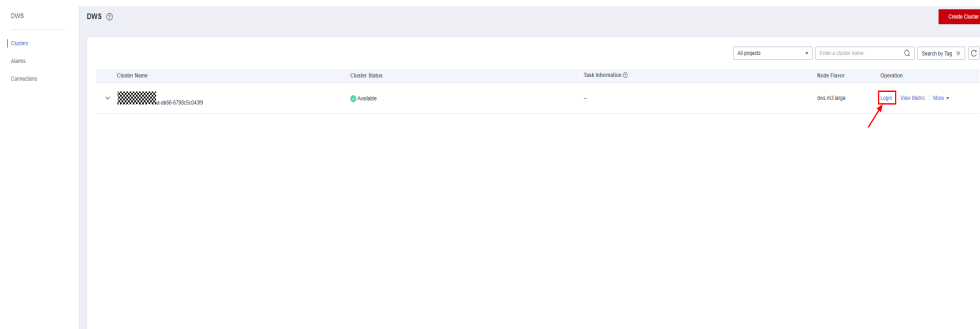 DWS
Clusters
Alarms
Connections
DWS
Create Cluster
All projects
Enter a cluster name
Search by Tag
Cluster Name Cluster Status Task Information Node Flavor Operation
a-ab66-6798c5c043f9 Available -- dws.m3.large Login View Metric More